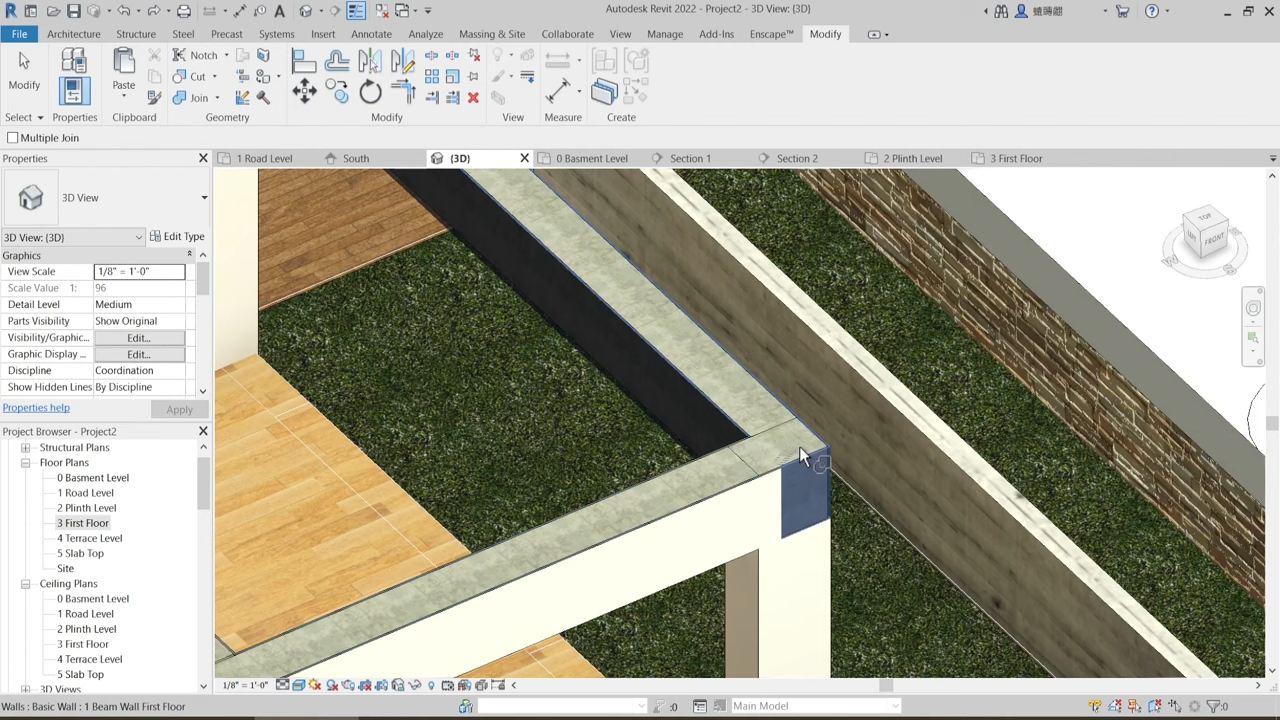 Autodesk Revit 2022 - Project2 - 3D View: {3D}
File Architecture Structure Steel Precast Systems Insert Annotate Analyze Massing & Site Collaborate View Manage Add-Ins Enscape™ Modify
Notch
Cut
Join
Modify
Paste
Select Properties Clipboard Geometry Modify View Measure Create
Multiple Join
Properties
1 Road Level
South
{3D}
0 Basment Level
Section 1
Section 2
2 Plinth Level
3 First Floor
3D View
3D View: {3D}
Edit Type
Graphics
View Scale 1/8" = 1'-0"
Scale Value 1: 96
Detail Level Medium
Parts Visibility Show Original
Visibility/Graphic... Edit...
Graphic Display ... Edit...
Discipline Coordination
Show Hidden Lines By Discipline
Properties help
Apply
Project Browser - Project2
Structural Plans
Floor Plans
0 Basment Level
1 Road Level
2 Plinth Level
3 First Floor
4 Terrace Level
5 Slab Top
Site
Ceiling Plans
0 Basment Level
1 Road Level
2 Plinth Level
3 First Floor
4 Terrace Level
5 Slab Top
3D Views
TOP
FRONT
1/8" = 1'-0"
Walls : Basic Wall : 1 Beam Wall First Floor
:0
Main Model
:0